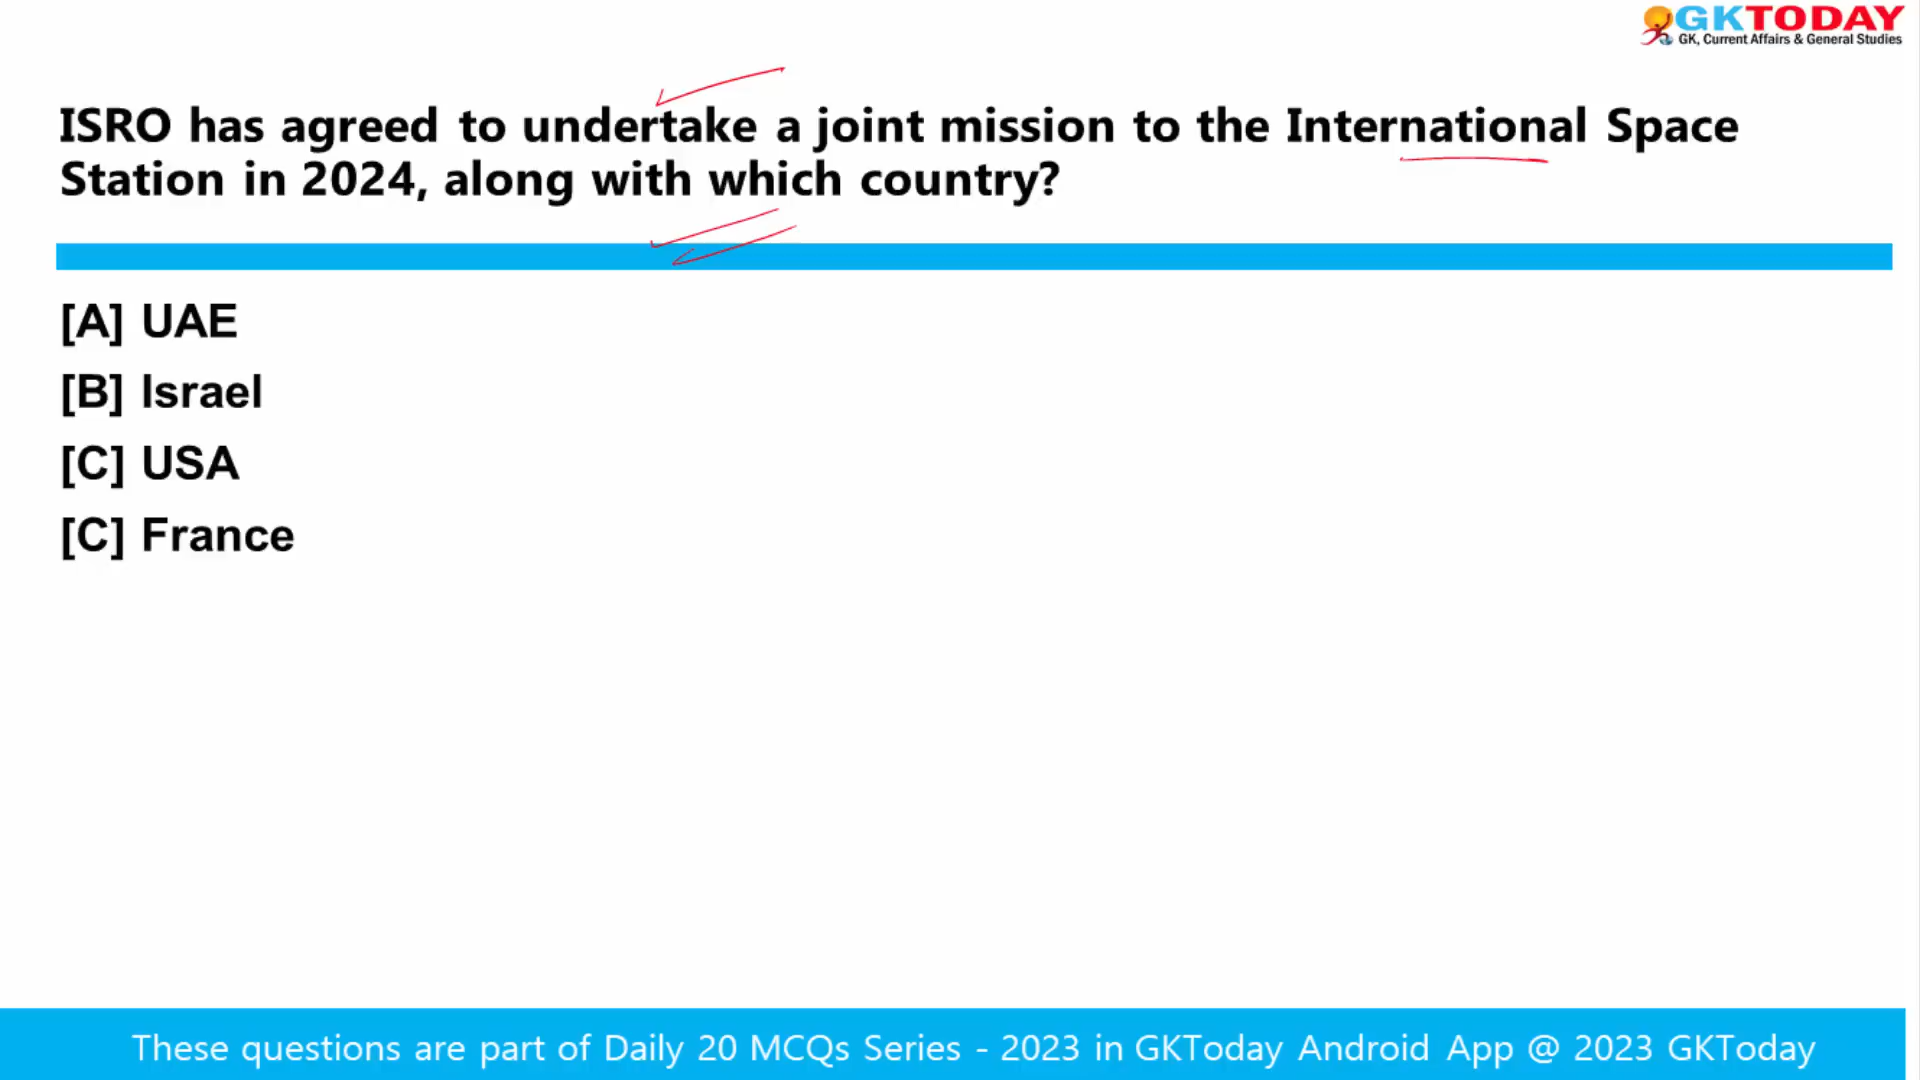 GKTODAY
GK, Current Affairs & General Studies
ISRO has agreed to undertake a joint mission to the International Space
Station in 2024, along with which country?
[A] UAE
[B] Israel
[C] USA
[C] France
These questions are part of Daily 20 MCQs Series - 2023 in GKToday Android App @ 2023 GKToday